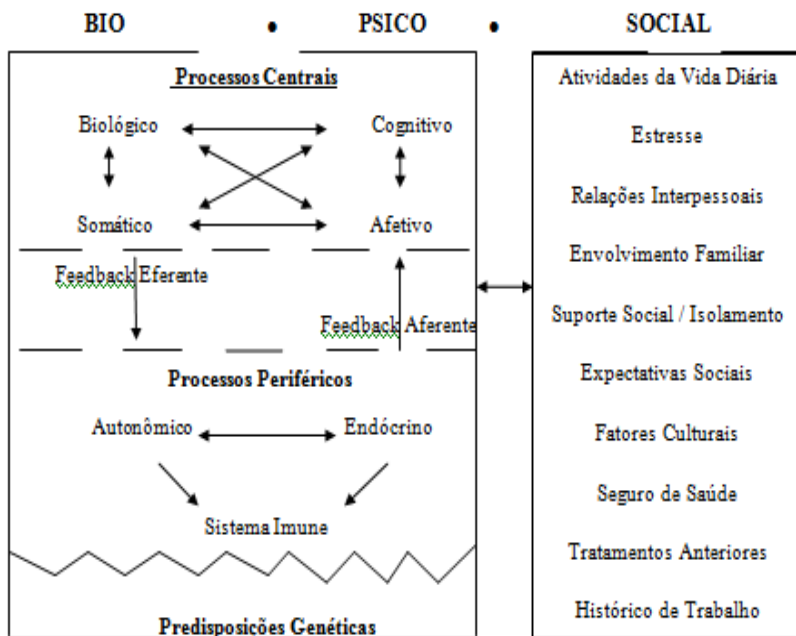 BIO • PSICO • SOCIAL
Processos Centrais
Biológico Cognitivo
Somático Afetivo
Feedback Eferente
Feedback Aferente
Processos Periféricos
Autonômico Endócrino
Sistema Imune
Predisposições Genéticas
Atividades da Vida Diária
Estresse
Relações Interpessoais
Envolvimento Familiar
Suporte Social / Isolamento
Expectativas Sociais
Fatores Culturais
Seguro de Saúde
Tratamentos Anteriores
Histórico de Trabalho